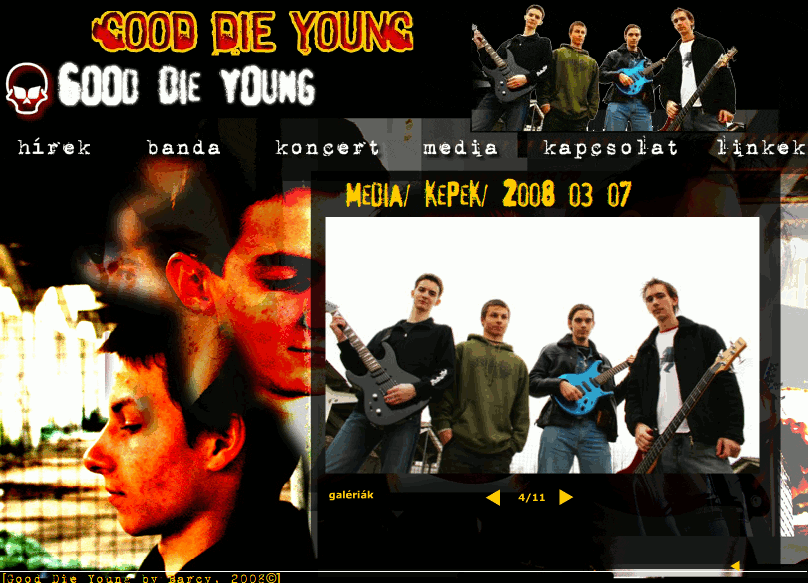 GOOD DIE YOUNG
GOOD DIE YOUNG
hírek banda koncert media kapcsolat linkek
MEDIA/ KEPEK/ 2008 03 07
galériák 4/11
[Good Die Young by Barcy, 2008©]